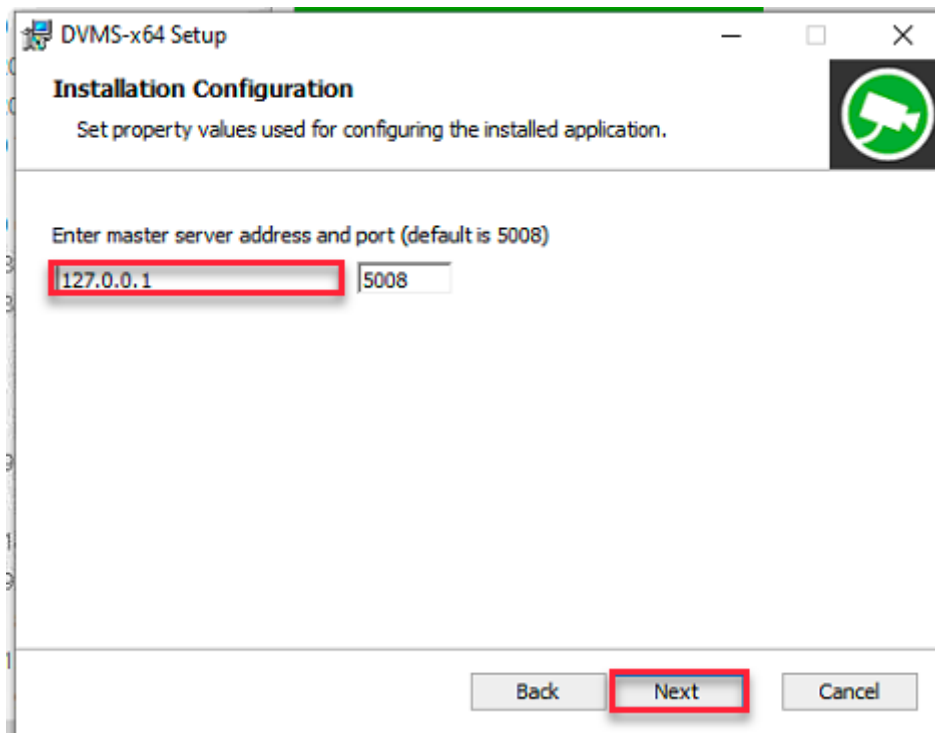 DVMS-x64 Setup
Installation Configuration
Set property values used for configuring the installed application.
Enter master server address and port (default is 5008)
127.0.0.1 5008
Back Next Cancel